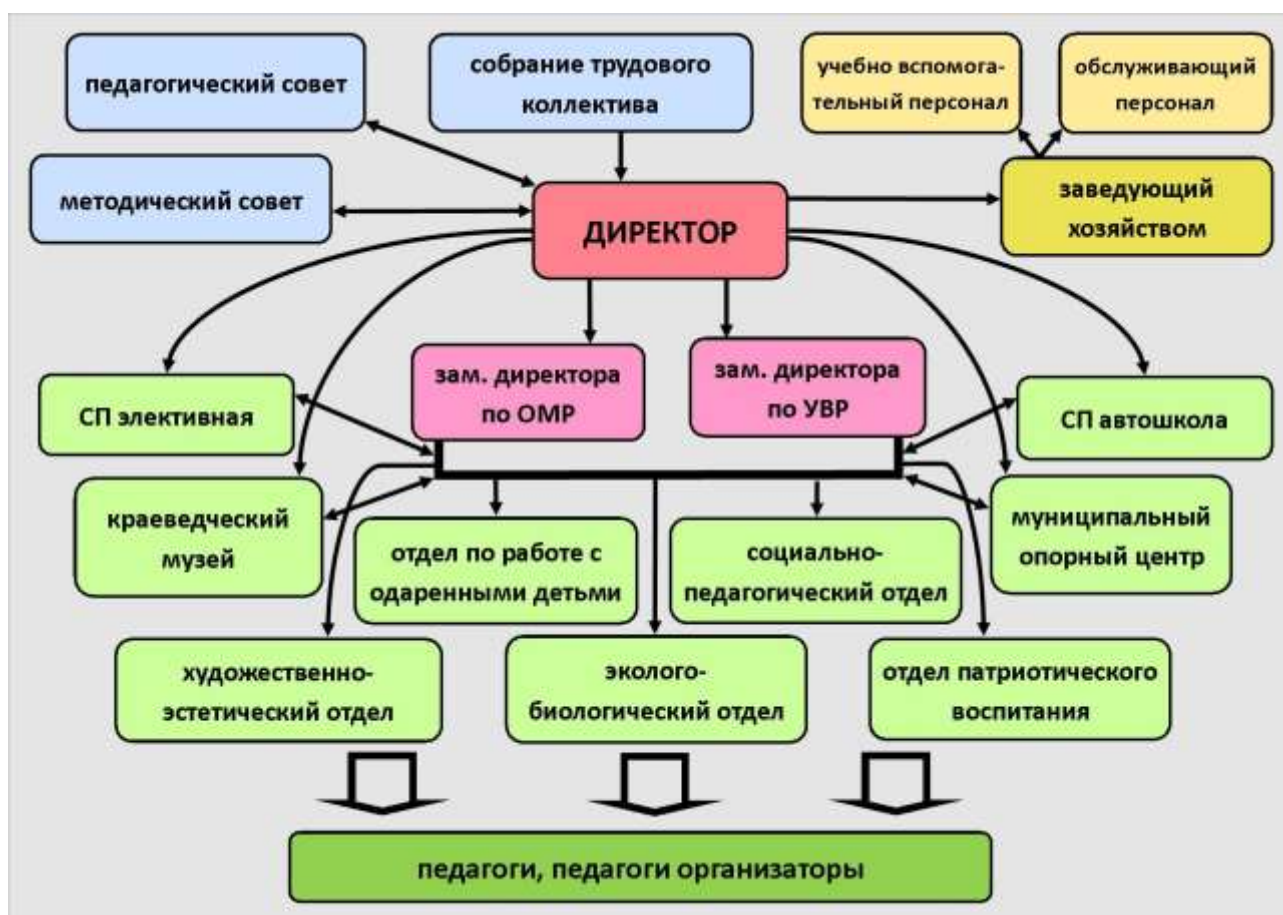 педагогический совет
собрание трудового
коллектива
учебно вспомога-
тельный персонал
обслуживающий
персонал
методический совет
ДИРЕКТОР
заведующий
хозяйством
зам. директора
по ОМР
зам. директора
по УВР
СП элективная
СП автошкола
краеведческий
музей
отдел по работе с
одаренными детьми
социально-
педагогический отдел
муниципальный
опорный центр
художественно-
эстетический отдел
эколого-
биологический отдел
отдел патриотического
воспитания
педагоги, педагоги организаторы